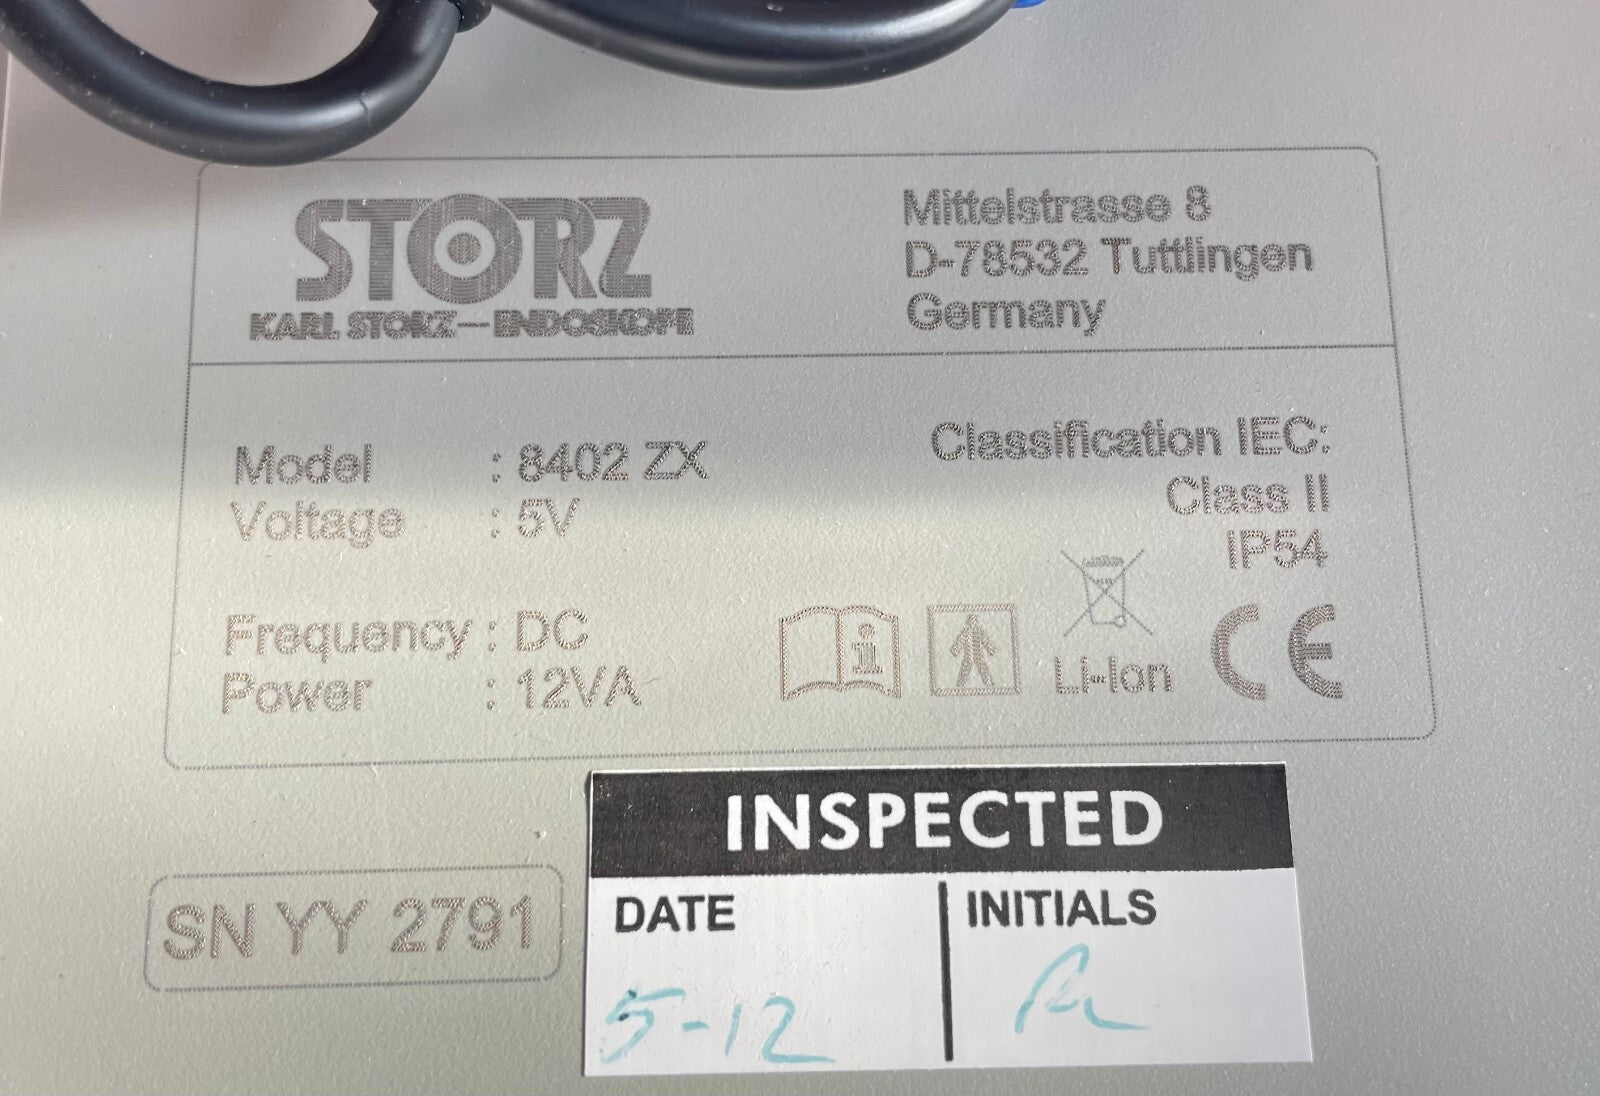 STORZ
KARL STORZ—ENDOSKOPE
Mittelstrasse 8
D-78532 Tuttlingen
Germany
Model : 8402 ZX
Voltage : 5V
Frequency : DC
Power : 12VA
Classification IEC:
Class II
IP54
Li-Ion
CE
SN YY 2791
INSPECTED
DATE
5-12
INITIALS